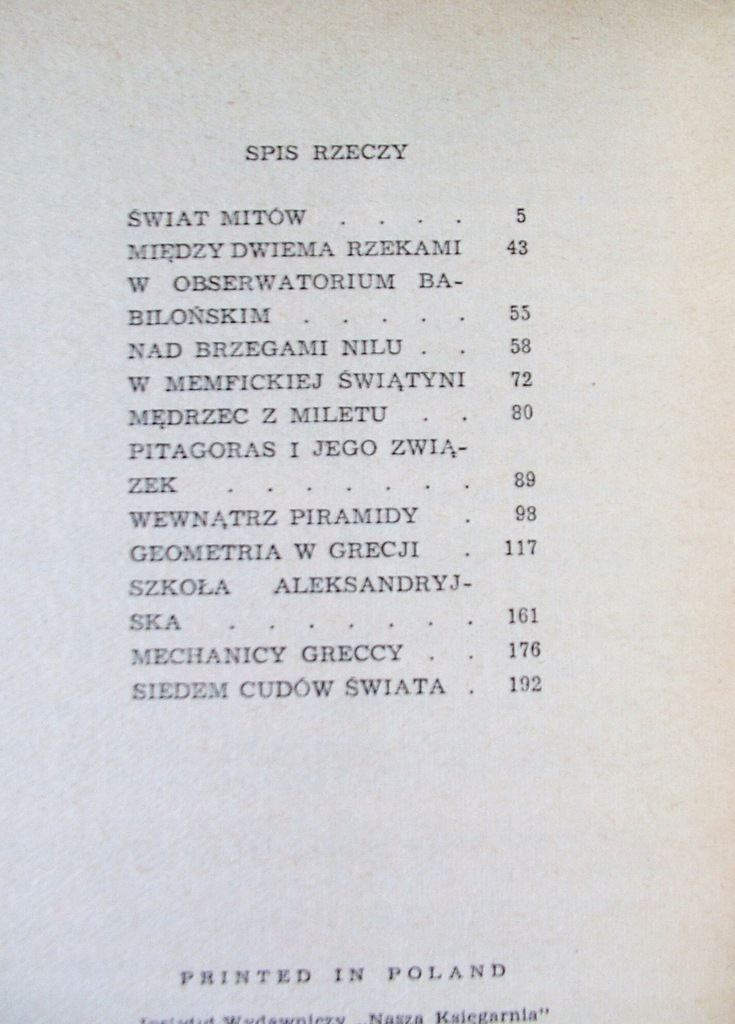 SPIS RZECZY
ŚWIAT MITÓW . . . . 5
MIĘDZY DWIEMA RZEKAMI 43
W OBSERWATORIUM BA-
BILOŃSKIM . . . . . 55
NAD BRZEGAMI NILU . . 58
W MEMFICKIEJ ŚWIĄTYNI 72
MĘDRZEC Z MILETU . . 80
PITAGORAS I JEGO ZWIĄ-
ZEK . . . . . . . 89
WEWNĄTRZ PIRAMIDY . 98
GEOMETRIA W GRECJI . 117
SZKOŁA ALEKSANDRYJ-
SKA . . . . . . . 161
MECHANICY GRECCY . . 176
SIEDEM CUDÓW ŚWIATA . 192
PRINTED IN POLAND
Instytut Wydawniczy „Nasza Księgarnia”